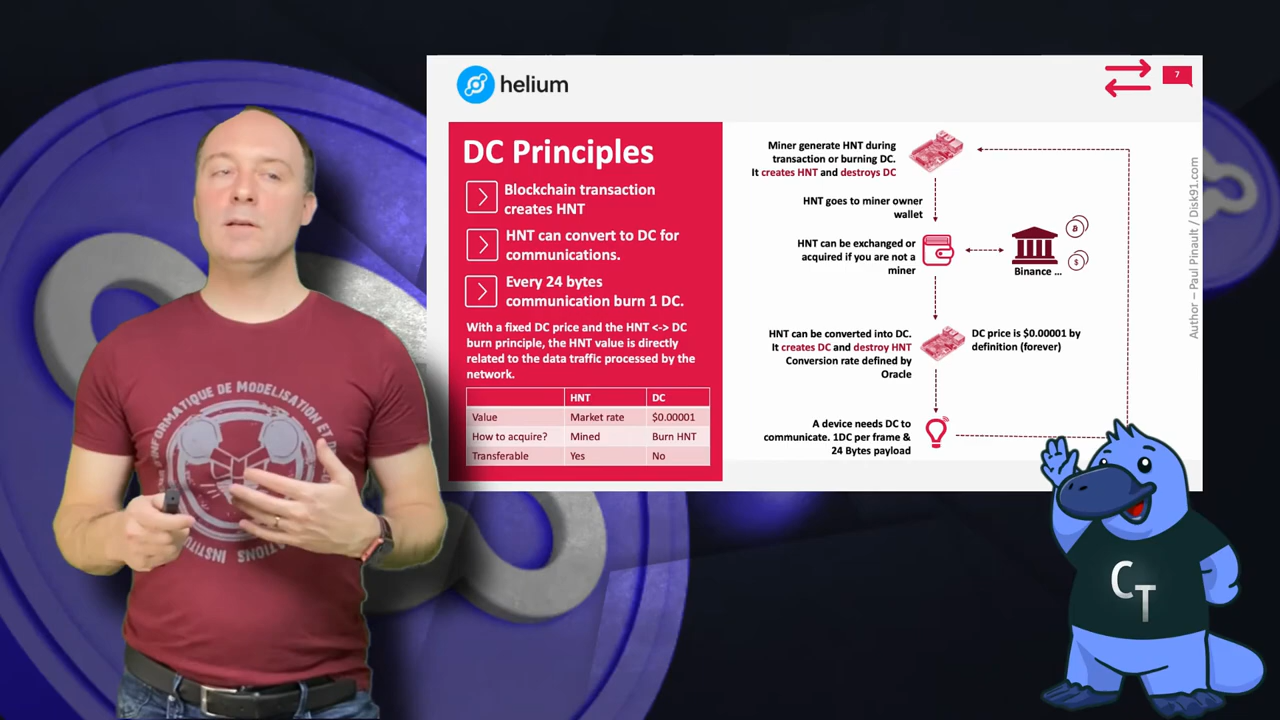 helium
7
DC Principles
Blockchain transaction
creates HNT
HNT can convert to DC for
communications.
Every 24 bytes
communication burn 1 DC.
With a fixed DC price and the HNT <-> DC
burn principle, the HNT value is directly
related to the data traffic processed by the
network.
HNT DC
Value Market rate $0.00001
How to acquire? Mined Burn HNT
Transferable Yes No
Miner generate HNT during
transaction or burning DC.
It creates HNT and destroys DC
HNT goes to miner owner
wallet
HNT can be exchanged or
acquired if you are not a
miner
Binance ...
HNT can be converted into DC.
It creates DC and destroy HNT
Conversion rate defined by
Oracle
DC price is $0.00001 by
definition (forever)
A device needs DC to
communicate. 1DC per frame &
24 Bytes payload
Author – Paul Pinault / Disk91.com
INFORMATIQUE DE MODELISATION ET D
CT